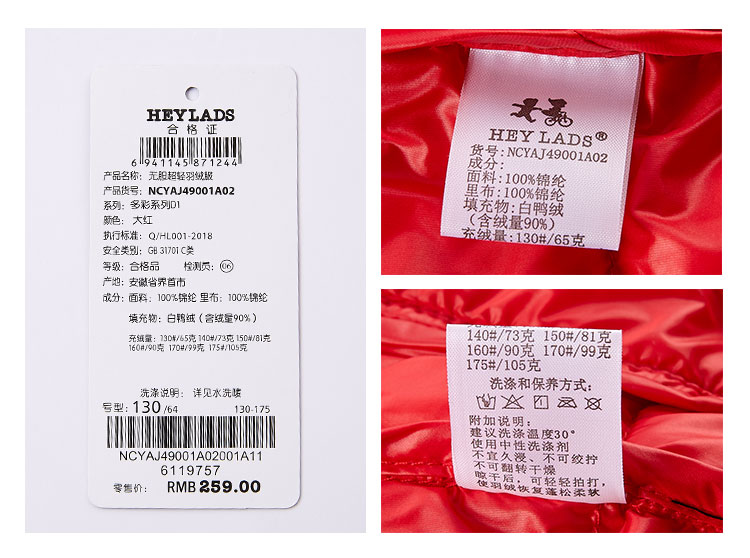 HEYLADS
合格证
6 941145 871244
产品名称: 无胆超轻羽绒服
产品货号: NCYAJ49001A02
系列: 多彩系列D1
颜色: 大红
执行标准: Q/HL001-2018
安全类别: GB 31701 C类
等级: 合格品 检测员: 06
产地: 安徽省界首市
成分: 面料: 100%锦纶 里布: 100%锦纶
填充物: 白鸭绒 (含绒量90%)
充绒量: 130#/65克 140#/73克 150#/81克
160#/90克 170#/99克 175#/105克
洗涤说明: 详见水洗唛
号型: 130/64 130-175
NCYAJ49001A02001A11
6119757
零售价: RMB 259.00
HEY LADS®
货号: NCYAJ49001A02
成分:
面料: 100%锦纶
里布: 100%锦纶
填充物: 白鸭绒
(含绒量90%)
充绒量: 130#/65克
140#/73克 150#/81克
160#/90克 170#/99克
175#/105克
洗涤和保养方式:
附加说明:
建议洗涤温度30°
使用中性洗涤剂
不宜久浸、不可绞拧
不可翻转干燥
晾干后,可轻轻拍打,
使羽绒恢复蓬松柔软